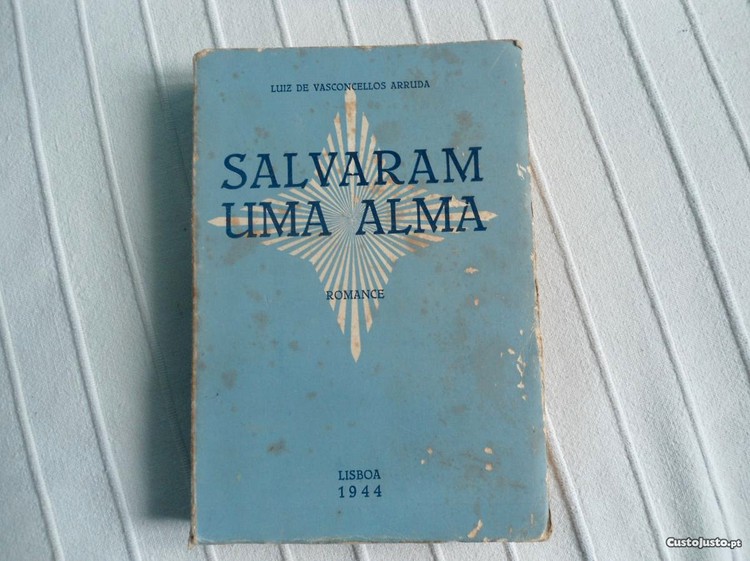 LUIZ DE VASCONCELLOS ARRUDA
SALVARAM
UMA ALMA
ROMANCE
LISBOA
1944
CustoJusto.pt